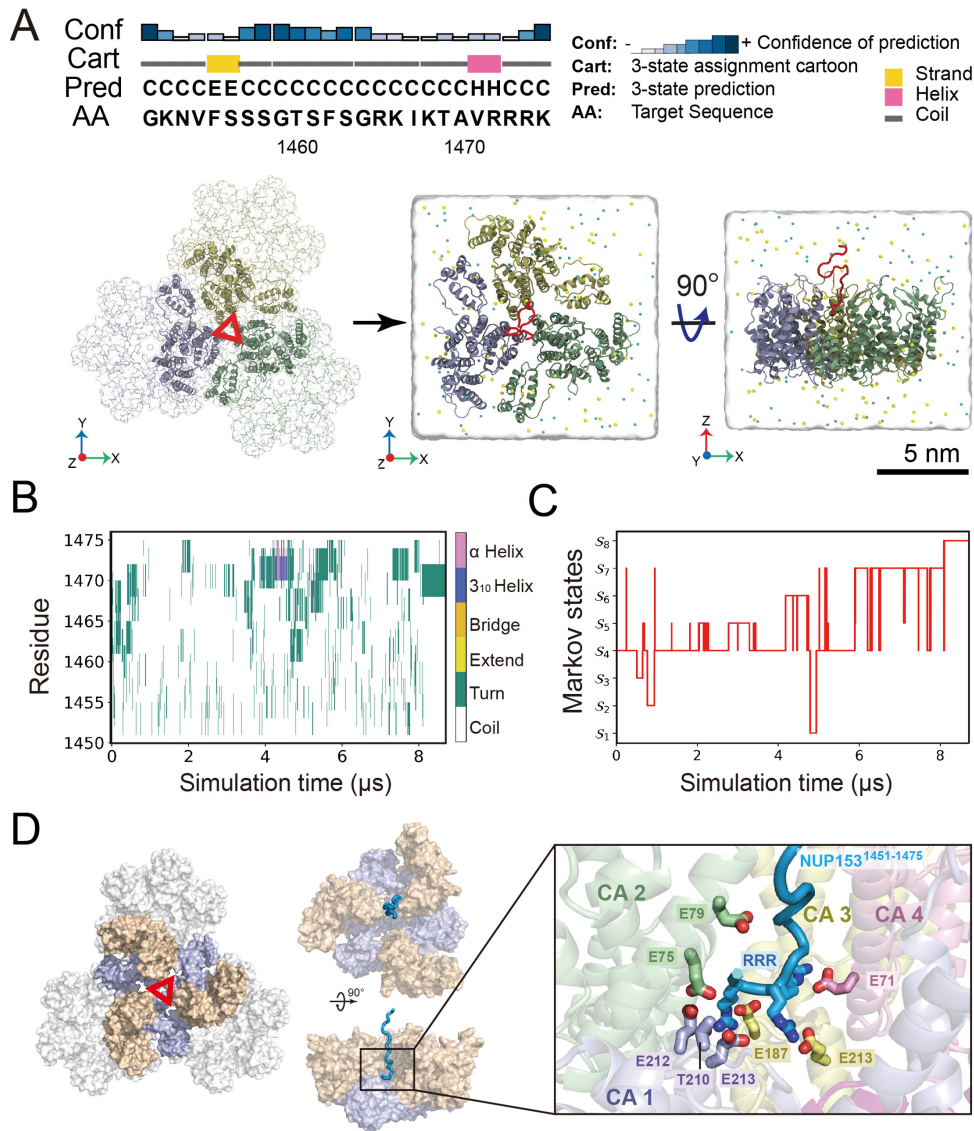 A
Conf
Cart
Pred CCCCEECCCCCCCCCCCCCCHHCCC
AA GKNVFSSSGTSFSGRKIKTAVRRRK
1460 1470
Conf: - + Confidence of prediction
Cart: 3-state assignment cartoon
Pred: 3-state prediction
AA: Target Sequence
Strand
Helix
Coil
90°
Y
Z X
Y
Z X
Z
Y X
5 nm
B
Residue
1475
1470
1465
1460
1455
1450
0 2 4 6 8
Simulation time (μs)
α Helix
3₁₀ Helix
Bridge
Extend
Turn
Coil
C
Markov states
S₈
S₇
S₆
S₅
S₄
S₃
S₂
S₁
0 2 4 6 8
Simulation time (μs)
D
90°
NUP153¹⁴⁵¹⁻¹⁴⁷⁵
CA 2
CA 3
CA 4
E79
E75
RRR
E71
E212
T210
E213
E187
E213
CA 1